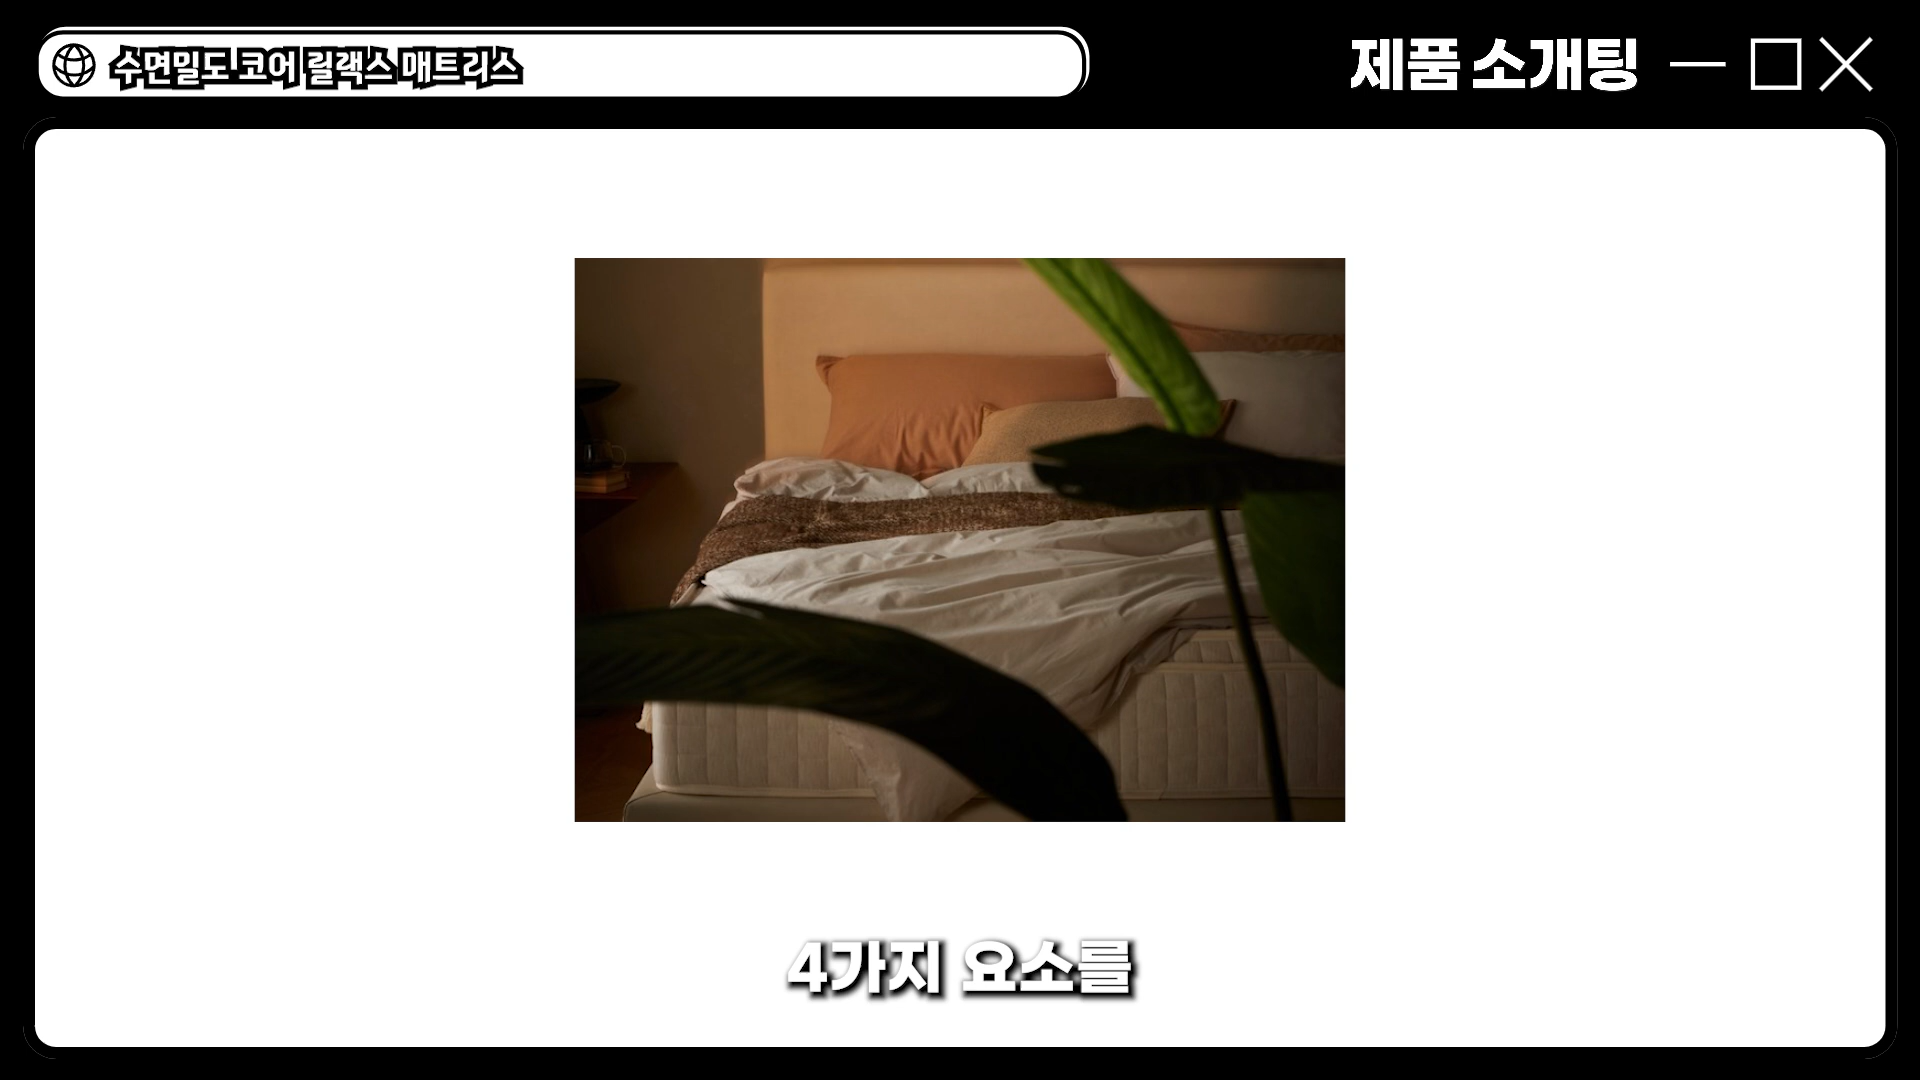 수면밀도 코어 릴랙스 매트리스
제품 소개팅
4가지 요소를